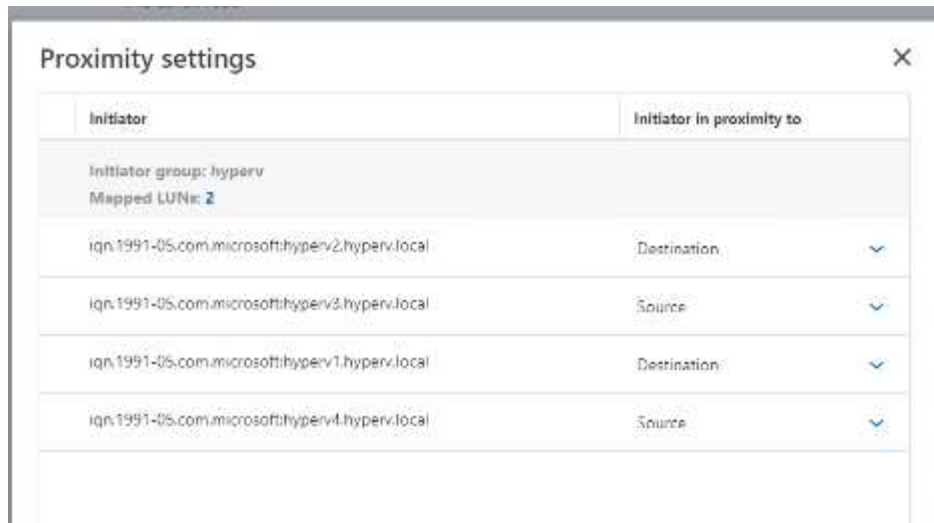 Proximity settings
Initiator Initiator in proximity to
Initiator group: hyperv
Mapped LUNs: 2
iqn.1991-05.com.microsoft:hyperv2.hyperv.local Destination
iqn.1991-05.com.microsoft:hyperv3.hyperv.local Source
iqn.1991-05.com.microsoft:hyperv1.hyperv.local Destination
iqn.1991-05.com.microsoft:hyperv4.hyperv.local Source